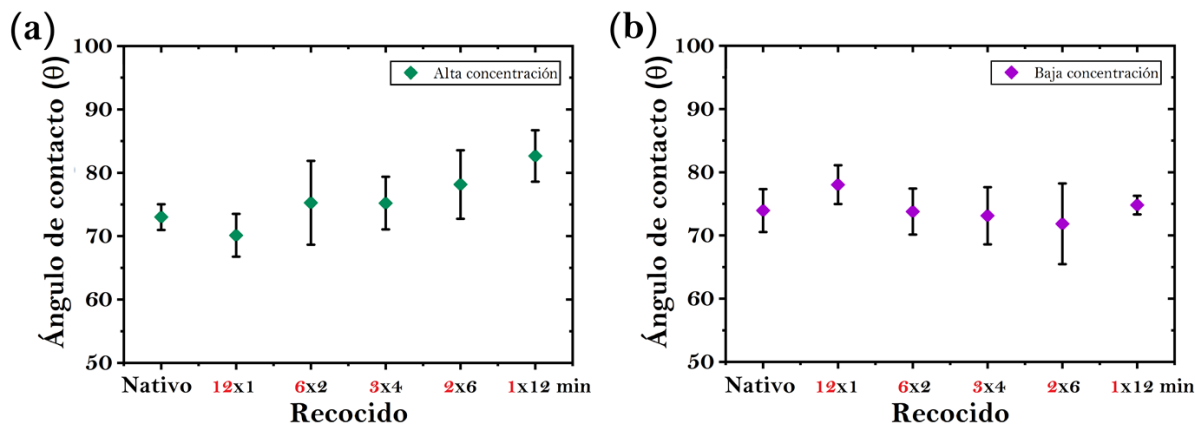 (a)
Ángulo de contacto (θ)
100
90
80
70
60
50
Alta concentración
Nativo 12x1 6x2 3x4 2x6 1x12 min
Recocido
(b)
Ángulo de contacto (θ)
100
90
80
70
60
50
Baja concentración
Nativo 12x1 6x2 3x4 2x6 1x12 min
Recocido